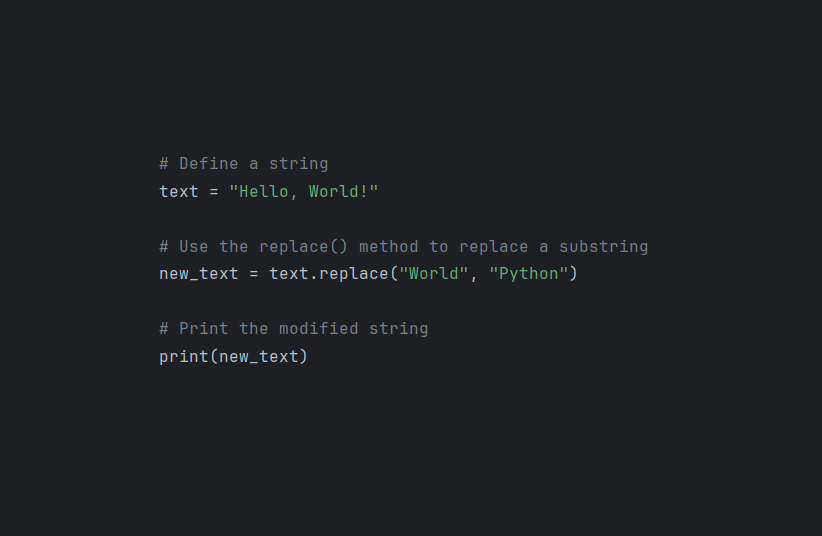 # Define a string
text = "Hello, World!"
# Use the replace() method to replace a substring
new_text = text.replace("World", "Python")
# Print the modified string
print(new_text)